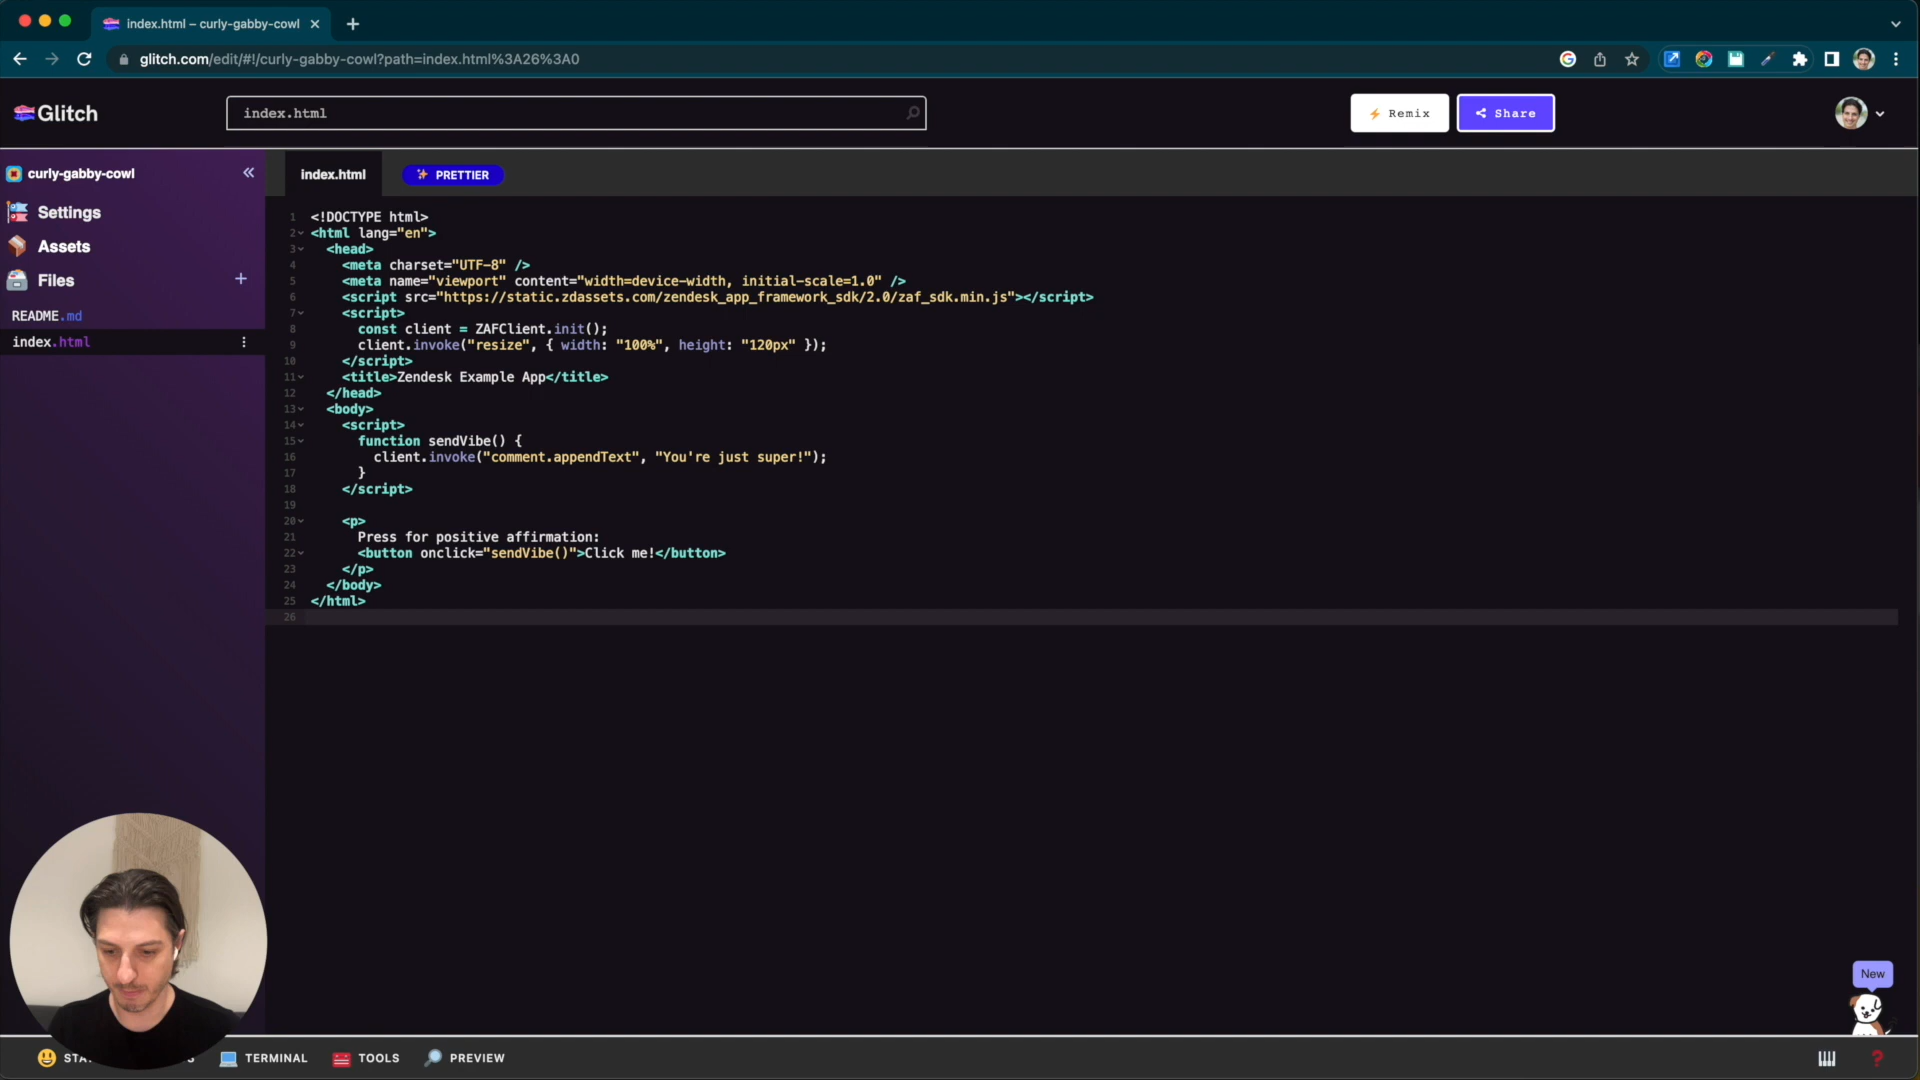 index.html – curly-gabby-cowl
glitch.com/edit/#!/curly-gabby-cowl?path=index.html%3A26%3A0
Glitch
index.html
Remix
Share
curly-gabby-cowl
Settings
Assets
Files
README.md
index.html
index.html
PRETTIER
1 <!DOCTYPE html>
2 <html lang="en">
3 <head>
4 <meta charset="UTF-8" />
5 <meta name="viewport" content="width=device-width, initial-scale=1.0" />
6 <script src="https://static.zdassets.com/zendesk_app_framework_sdk/2.0/zaf_sdk.min.js"></script>
7 <script>
8 const client = ZAFClient.init();
9 client.invoke("resize", { width: "100%", height: "120px" });
10 </script>
11 <title>Zendesk Example App</title>
12 </head>
13 <body>
14 <script>
15 function sendVibe() {
16 client.invoke("comment.appendText", "You're just super!");
17 }
18 </script>
19
20 <p>
21 Press for positive affirmation:
22 <button onclick="sendVibe()">Click me!</button>
23 </p>
24 </body>
25 </html>
26
New
TERMINAL
TOOLS
PREVIEW